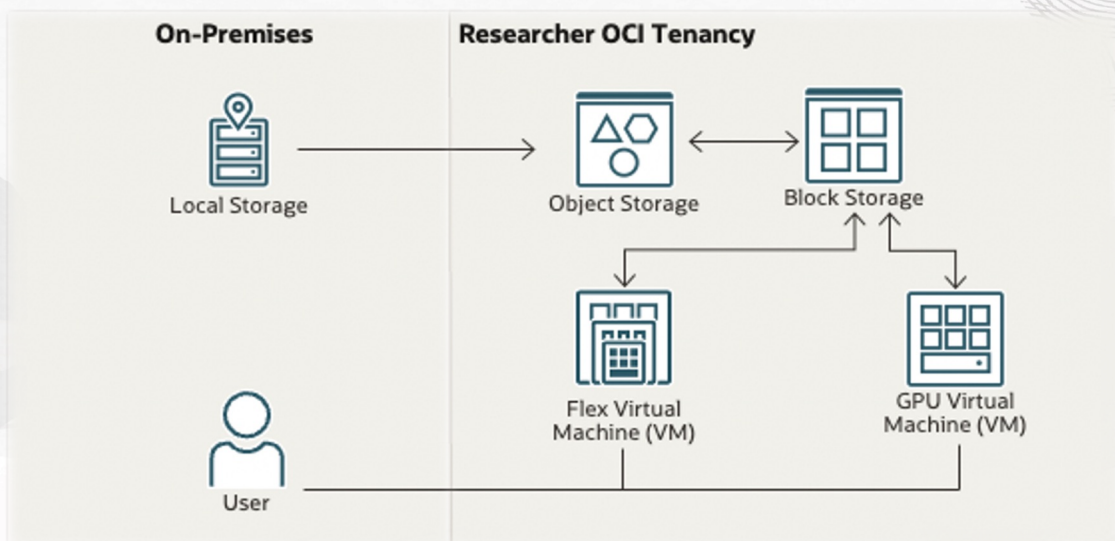 On-Premises
Researcher OCI Tenancy
Local Storage
Object Storage
Block Storage
Flex Virtual
Machine (VM)
GPU Virtual
Machine (VM)
User